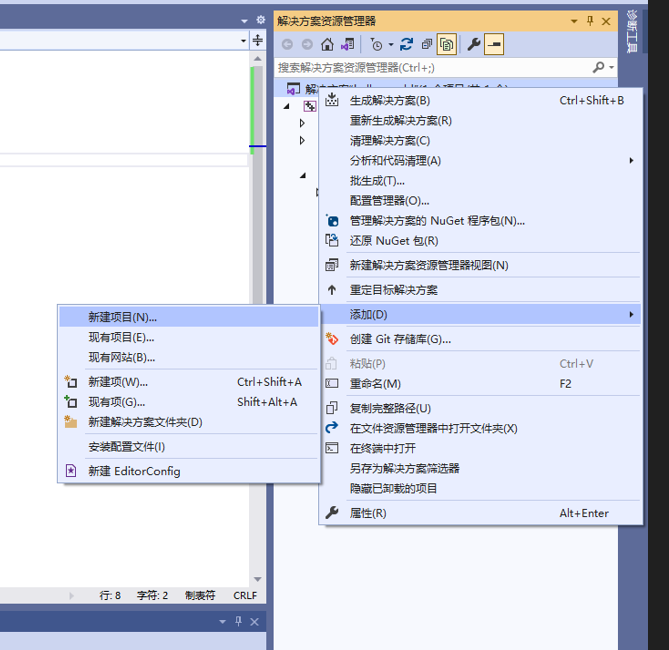 解决方案资源管理器
诊断工具
搜索解决方案资源管理器(Ctrl+;)
生成解决方案(B) Ctrl+Shift+B
重新生成解决方案(R)
清理解决方案(C)
分析和代码清理(A)
批生成(T)...
配置管理器(O)...
管理解决方案的 NuGet 程序包(N)...
还原 NuGet 包(R)
新建解决方案资源管理器视图(N)
重定目标解决方案
添加(D)
创建 Git 存储库(G)...
粘贴(P) Ctrl+V
重命名(M) F2
复制完整路径(U)
在文件资源管理器中打开文件夹(X)
在终端中打开
另存为解决方案筛选器
隐藏已卸载的项目
属性(R) Alt+Enter
新建项目(N)...
现有项目(E)...
现有网站(B)...
新建项(W)... Ctrl+Shift+A
现有项(G)... Shift+Alt+A
新建解决方案文件夹(D)
安装配置文件(I)
新建 EditorConfig
行: 8 字符: 2 制表符 CRLF